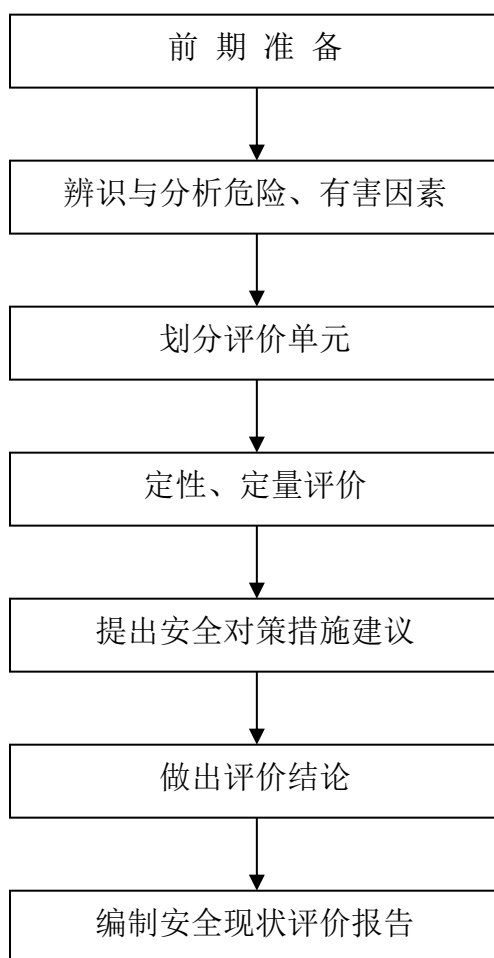 前 期 准 备
辨识与分析危险、有害因素
划分评价单元
定性、定量评价
提出安全对策措施建议
做出评价结论
编制安全现状评价报告